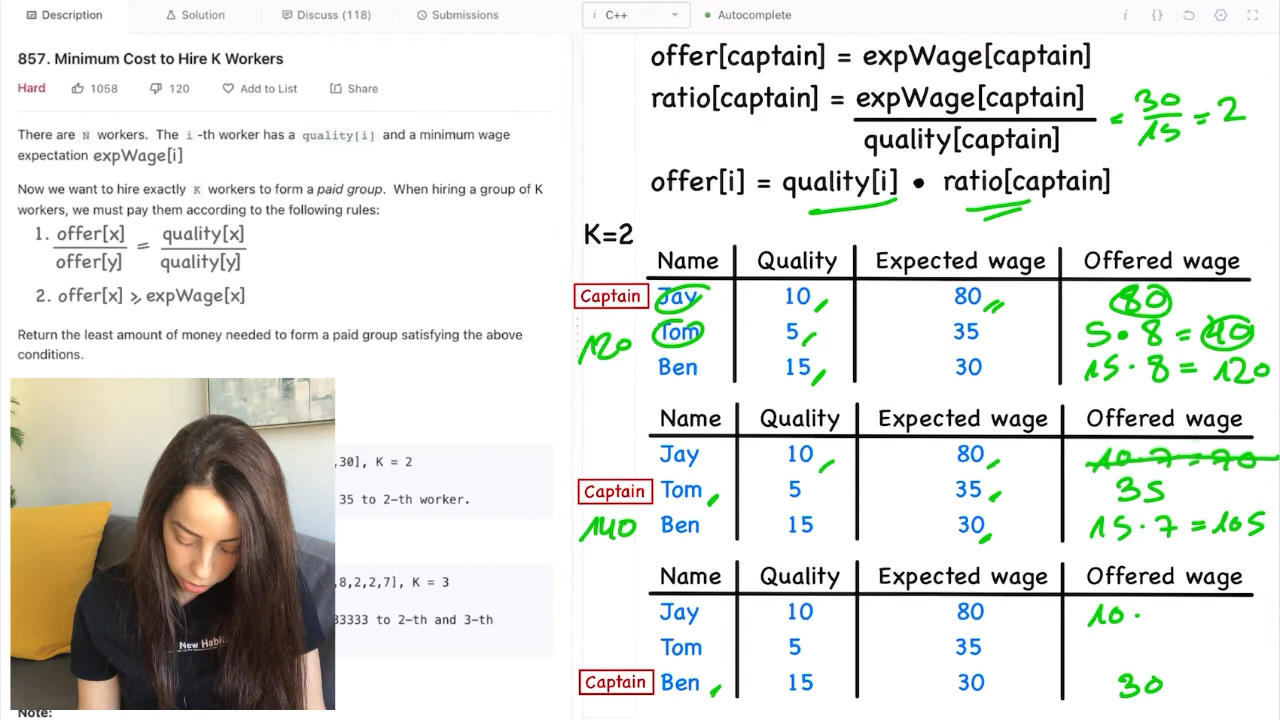 Description
Solution
Discuss (118)
Submissions
i C++
Autocomplete
i {}
857. Minimum Cost to Hire K Workers
Hard 1058 120 Add to List Share
There are N workers. The i -th worker has a quality[i] and a minimum wage
expectation expWage[i]
Now we want to hire exactly K workers to form a paid group. When hiring a group of K
workers, we must pay them according to the following rules:
1. offer[x] / offer[y] = quality[x] / quality[y]
2. offer[x] ⩾ expWage[x]
Return the least amount of money needed to form a paid group satisfying the above
conditions.
,30], K = 2
35 to 2-th worker.
,8,2,2,7], K = 3
33333 to 2-th and 3-th
Note:
New Habi
offer[captain] = expWage[captain]
ratio[captain] = expWage[captain] / quality[captain] = 30/15 = 2
offer[i] = quality[i] • ratio[captain]
K=2
Name Quality Expected wage Offered wage
Captain Jay 10 80 80
Tom 5 35 5 • 8 = 40
120
Ben 15 30 15 • 8 = 120
Name Quality Expected wage Offered wage
Jay 10 80 10 • 7 = 70
Captain Tom 5 35 35
140 Ben 15 30 15 • 7 = 105
Name Quality Expected wage Offered wage
Jay 10 80 10 •
Tom 5 35
Captain Ben 15 30 30